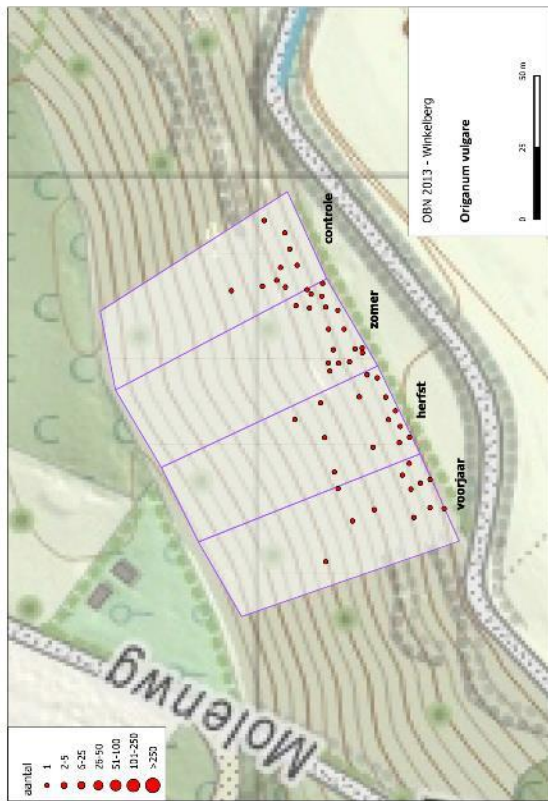 OBN 2013 - Winkelberg
Origanum vulgare
0 25 50 m
controle
zomer
herfst
voorjaar
Molenwg
aantal
1
2-5
6-25
26-50
51-100
101-250
>250